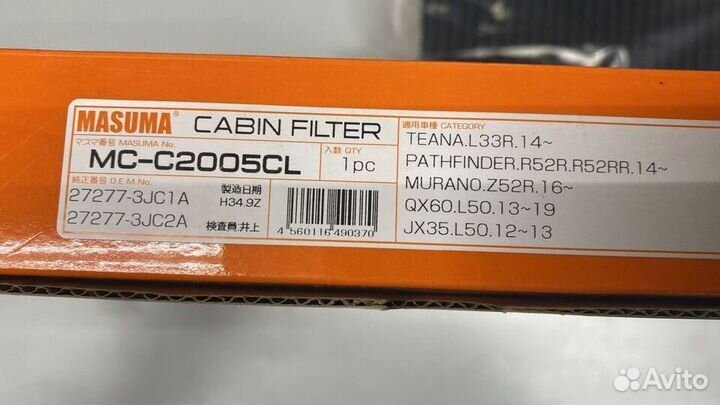 MASUMA® CABIN FILTER
マスマ番号 MASUMA No.
MC-C2005CL
入数 QTY
1pc
純正番号 O.E.M.No.
27277-3JC1A
27277-3JC2A
製造日期
H34.9Z
検査員:井上
4 560116 490370
適用車種 CATEGORY
TEANA.L33R.14~
PATHFINDER.R52R.R52RR.14~
MURANO.Z52R.16~
QX60.L50.13~19
JX35.L50.12~13
Avito